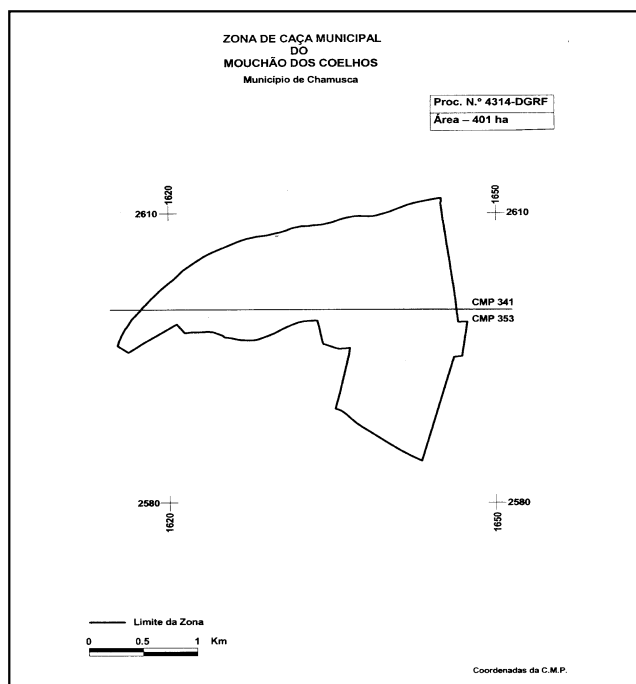 ZONA DE CAÇA MUNICIPAL
DO
MOUCHÃO DOS COELHOS
Município de Chamusca
Proc. N.º 4314-DGRF
Área – 401 ha
1620
1650
2610
2610
CMP 341
CMP 353
2580
2580
1620
1650
Limite da Zona
0 0.5 1 Km
Coordenadas da C.M.P.